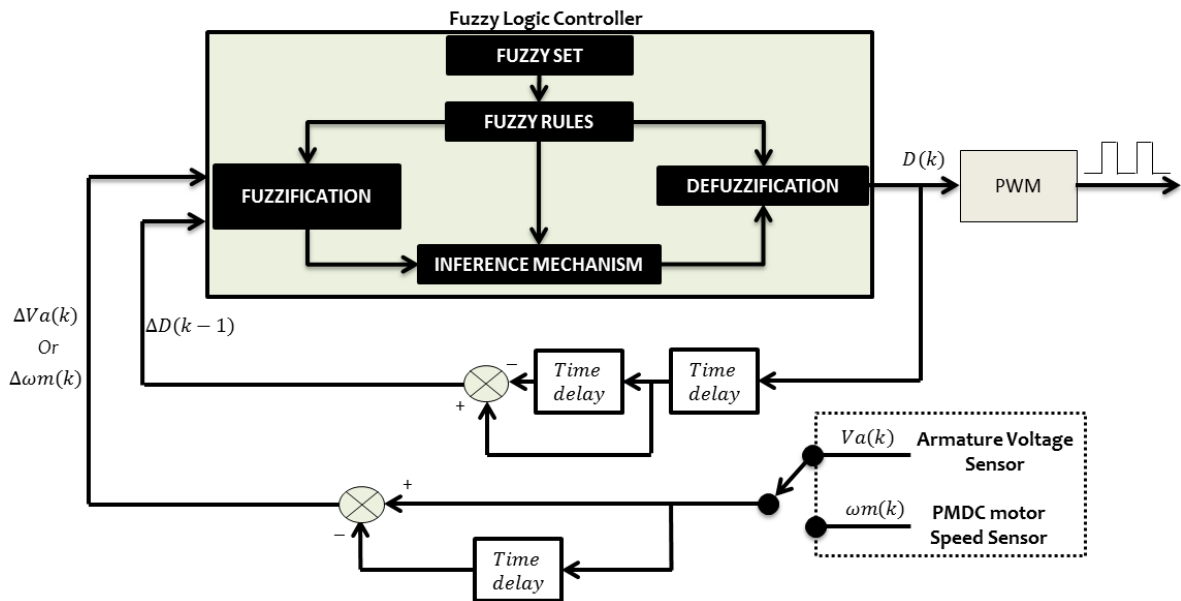 Fuzzy Logic Controller
FUZZY SET
FUZZY RULES
FUZZIFICATION
DEFUZZIFICATION
INFERENCE MECHANISM
D(k)
PWM
ΔVa(k)
Or
Δωm(k)
ΔD(k−1)
−
+
Time
delay
Time
delay
Va(k)
Armature Voltage
Sensor
ωm(k)
PMDC motor
Speed Sensor
+
−
Time
delay